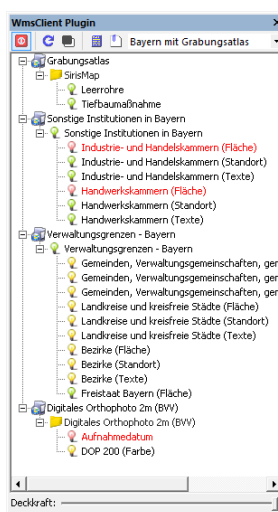 WmsClient Plugin
Bayern mit Grabungsatlas
Grabungsatlas
SirisMap
Leerrohre
Tiefbaumaßnahme
Sonstige Institutionen in Bayern
Sonstige Institutionen in Bayern
Industrie- und Handelskammern (Fläche)
Industrie- und Handelskammern (Standort)
Industrie- und Handelskammern (Texte)
Handwerkskammern (Fläche)
Handwerkskammern (Standort)
Handwerkskammern (Texte)
Verwaltungsgrenzen - Bayern
Verwaltungsgrenzen - Bayern
Gemeinden, Verwaltungsgemeinschaften, ger
Gemeinden, Verwaltungsgemeinschaften, ger
Gemeinden, Verwaltungsgemeinschaften, ger
Landkreise und kreisfreie Städte (Fläche)
Landkreise und kreisfreie Städte (Standort)
Landkreise und kreisfreie Städte (Texte)
Bezirke (Fläche)
Bezirke (Standort)
Bezirke (Texte)
Freistaat Bayern (Fläche)
Digitales Orthophoto 2m (BVV)
Digitales Orthophoto 2m (BVV)
Aufnahmedatum
DOP 200 (Farbe)
Deckkraft: